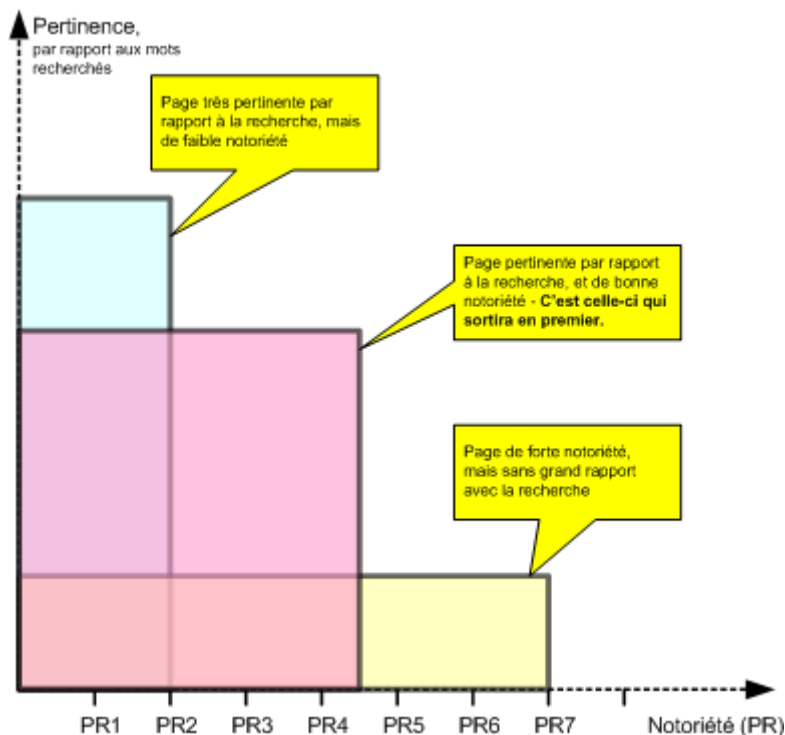 Pertinence,
par rapport aux mots
recherchés
Page très pertinente par
rapport à la recherche, mais
de faible notoriété
Page pertinente par rapport
à la recherche, et de bonne
notoriété - C'est celle-ci qui
sortira en premier.
Page de forte notoriété,
mais sans grand rapport
avec la recherche
PR1 PR2 PR3 PR4 PR5 PR6 PR7 Notoriété (PR)